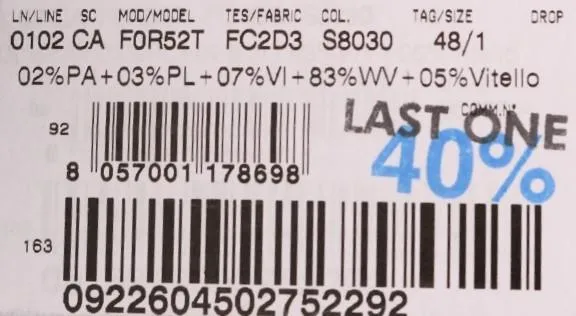 LN/LINE SC MOD/MODEL TES/FABRIC COL. TAG/SIZE DROP
0102 CA F0R52T FC2D3 S8030 48/1
02%PA+03%PL+07%VI+83%WV+05%Vitello
COMM.N°
LAST ONE
40%
92
8 057001 178698
163
0922604502752292